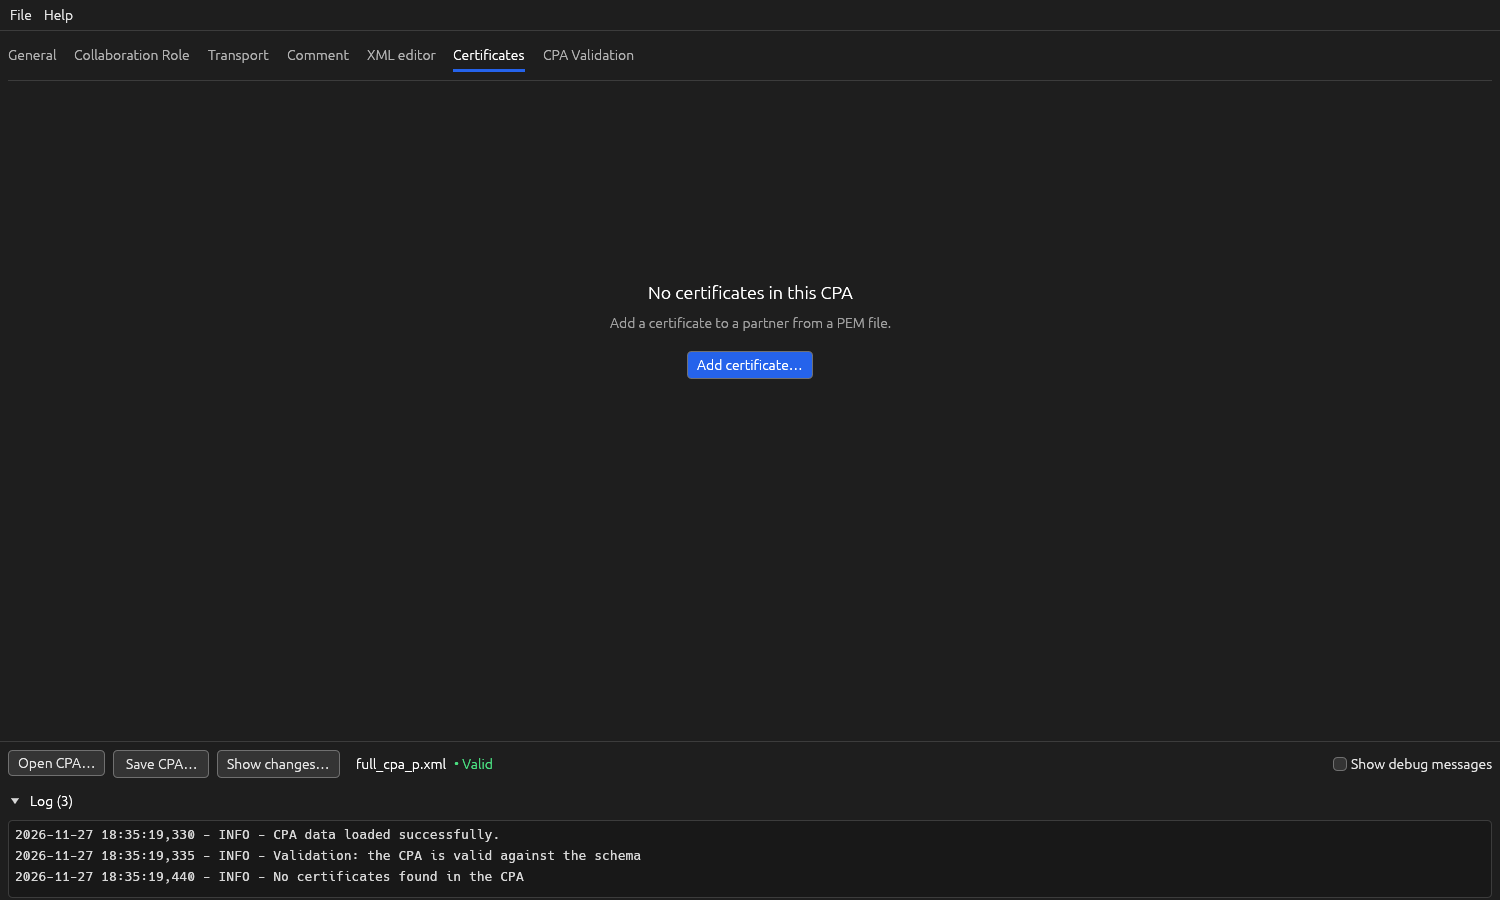 File Help
General Collaboration Role Transport Comment XML editor Certificates CPA Validation
No certificates in this CPA
Add a certificate to a partner from a PEM file.
Add certificate...
Open CPA... Save CPA... Show changes... full_cpa_p.xml • Valid Show debug messages
Log (3)
2026-11-27 18:35:19,330 - INFO - CPA data loaded successfully.
2026-11-27 18:35:19,335 - INFO - Validation: the CPA is valid against the schema
2026-11-27 18:35:19,440 - INFO - No certificates found in the CPA